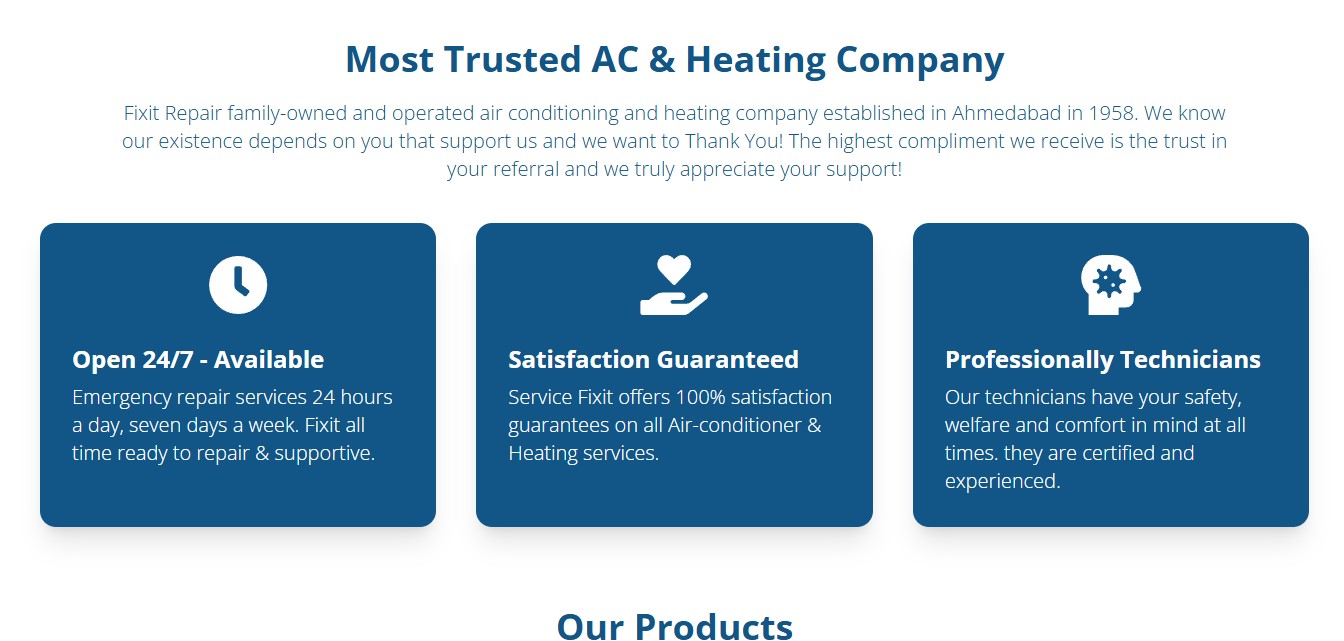 Most Trusted AC & Heating Company
Fixit Repair family-owned and operated air conditioning and heating company established in Ahmedabad in 1958. We know
our existence depends on you that support us and we want to Thank You! The highest compliment we receive is the trust in
your referral and we truly appreciate your support!
Open 24/7 - Available
Emergency repair services 24 hours
a day, seven days a week. Fixit all
time ready to repair & supportive.
Satisfaction Guaranteed
Service Fixit offers 100% satisfaction
guarantees on all Air-conditioner &
Heating services.
Professionally Technicians
Our technicians have your safety,
welfare and comfort in mind at all
times. they are certified and
experienced.
Our Products